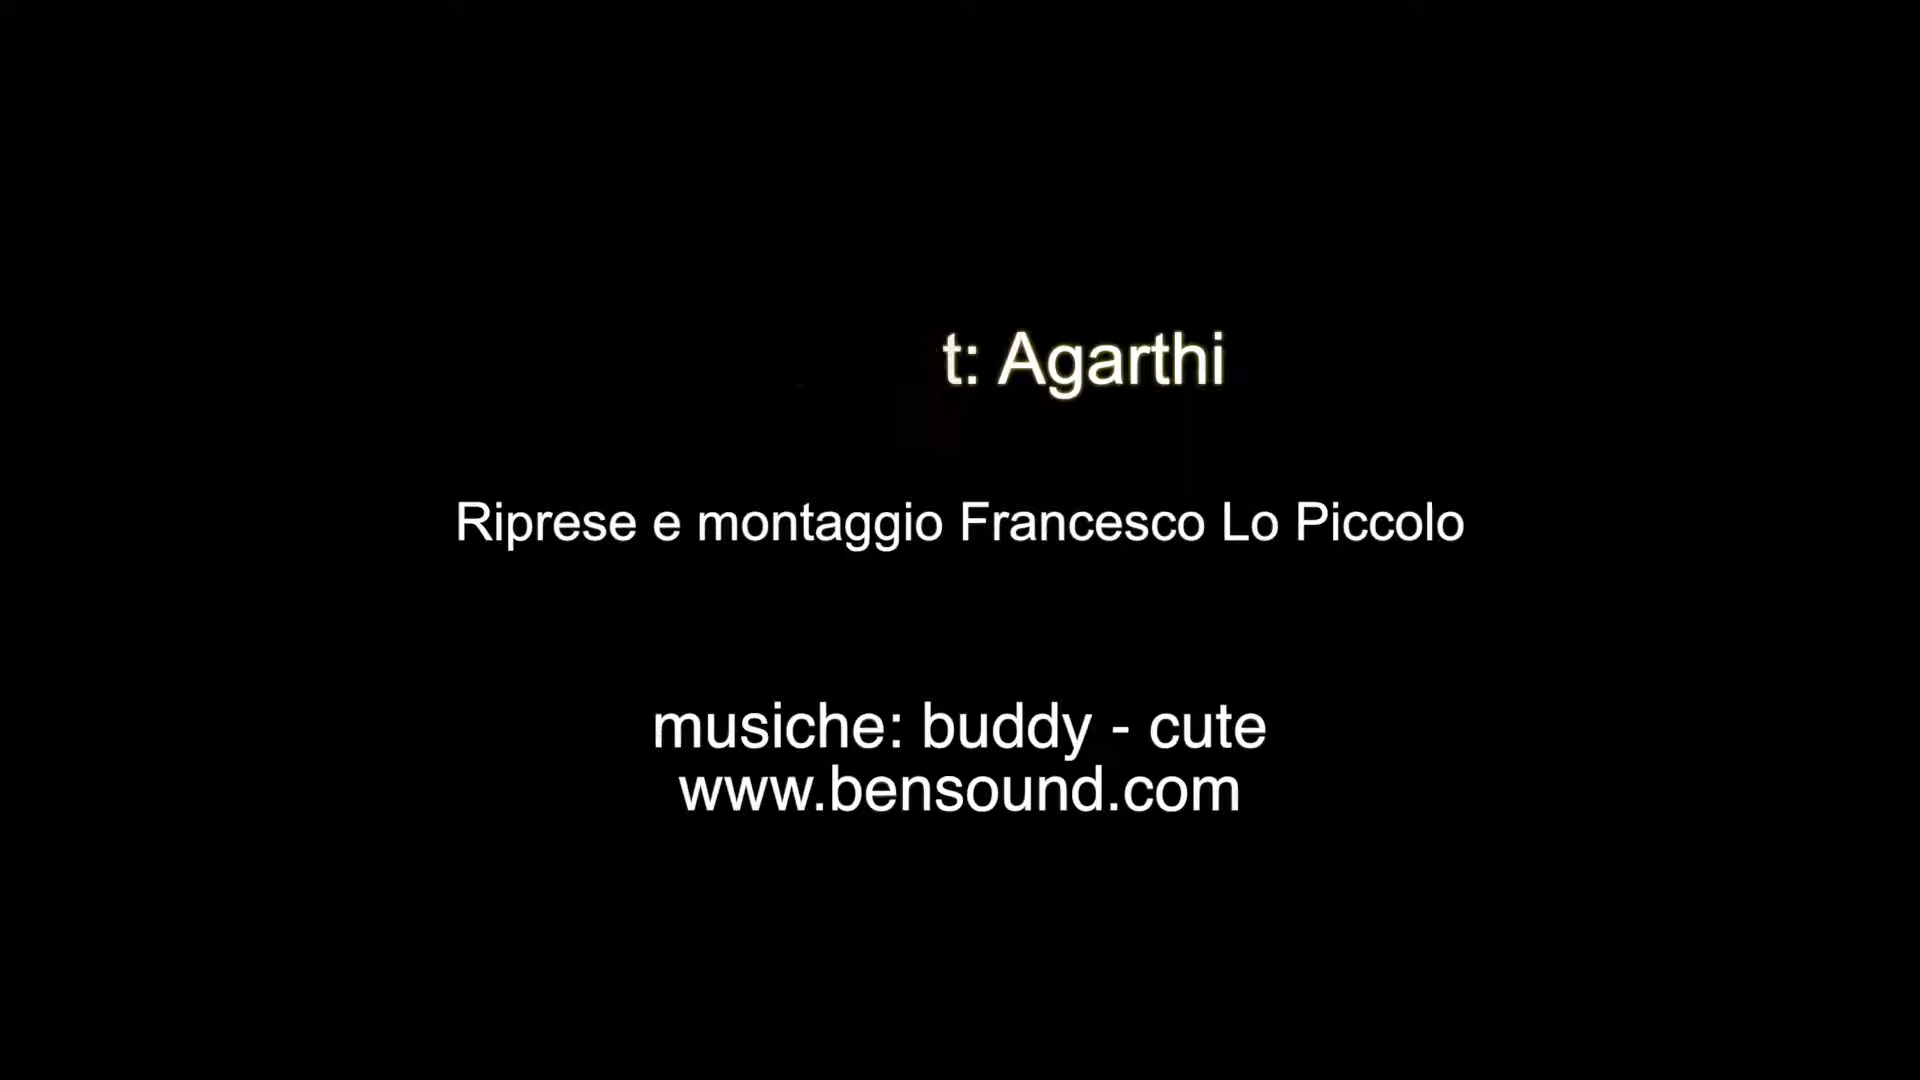 t: Agarthi
Riprese e montaggio Francesco Lo Piccolo
musiche: buddy - cute
www.bensound.com